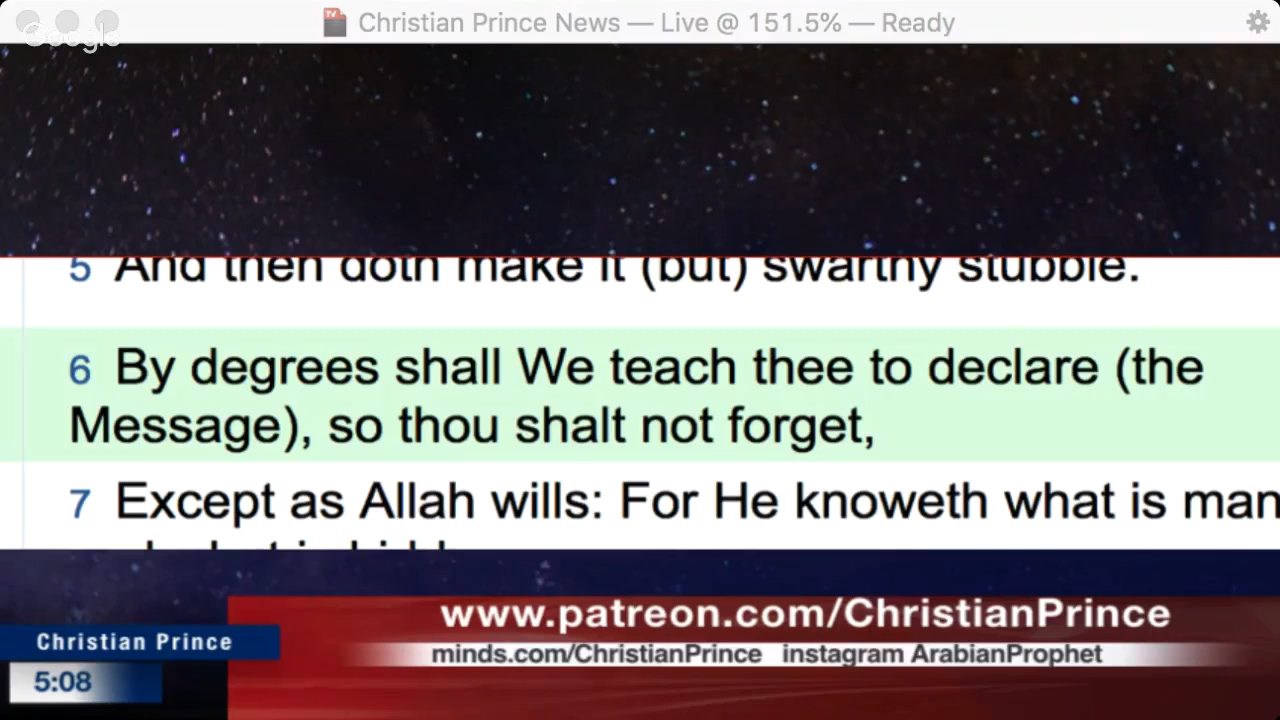 Google
Christian Prince News — Live @ 151.5% — Ready
5 And then doth make it (but) swarthy stubble.
6 By degrees shall We teach thee to declare (the
Message), so thou shalt not forget,
7 Except as Allah wills: For He knoweth what is man
www.patreon.com/ChristianPrince
Christian Prince
minds.com/ChristianPrince instagram ArabianProphet
5:08